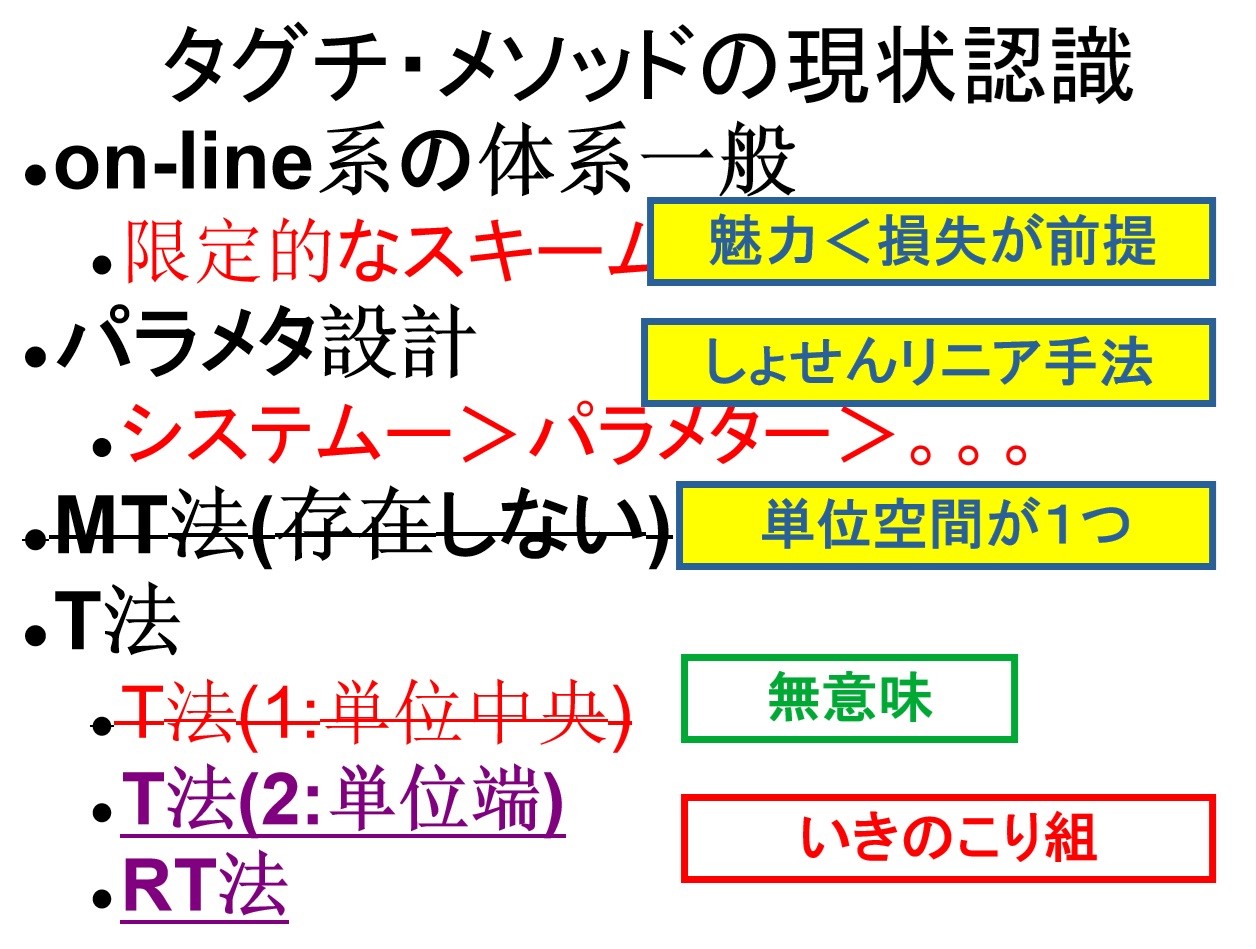 タグチ・メソッドの現状認識
•on-line系の体系一般
•限定的なスキーム
魅力＜損失が前提
•パラメタ設計
しょせんリニア手法
•システムー＞パラメター＞。。。
•MT法(存在しない)
単位空間が１つ
•T法
•T法(1:単位中央)
無意味
•T法(2:単位端)
いきのこり組
•RT法